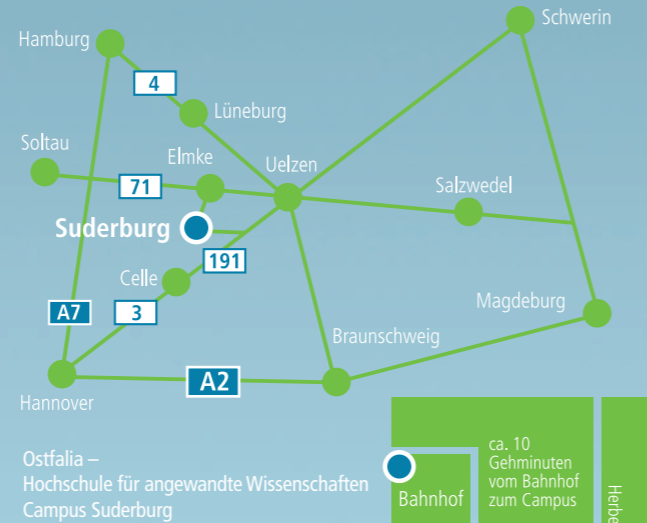 Schwerin
Hamburg
4
Lüneburg
Soltau
Elmke
Uelzen
71
Salzwedel
Suderburg
191
Celle
Magdeburg
A7
3
Braunschweig
A2
Hannover
ca. 10
Gehminuten
vom Bahnhof
zum Campus
Ostfalia –
Hochschule für angewandte Wissenschaften
Campus Suderburg
Bahnhof
Herbe